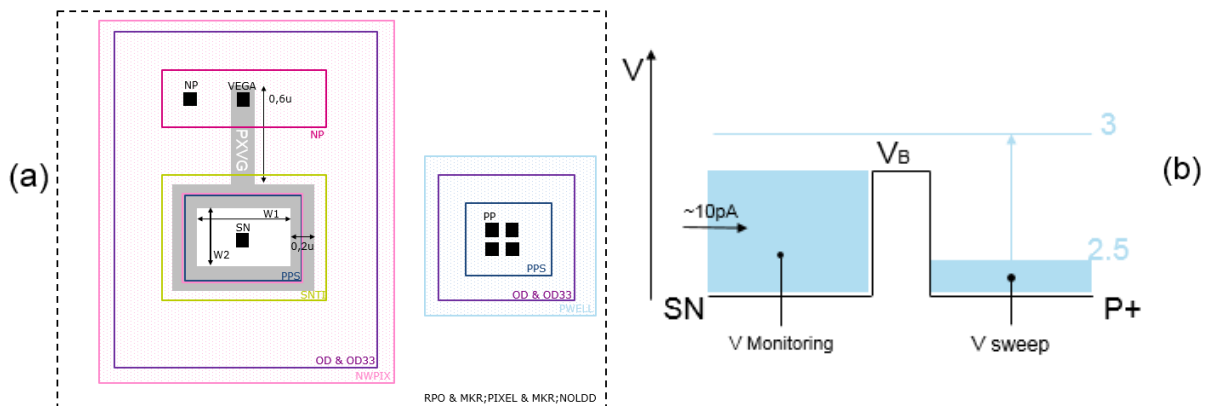 (a)
NP
VEGA
0,6u
NP
PXVG
W1
SN
W2
0,2u
PPS
SNTI
OD & OD33
NWPIX
PP
PPS
OD & OD33
PWELL
RPO & MKR;PIXEL & MKR;NOLDD
V
3
VB
(b)
~10pA
2.5
SN
P+
V Monitoring
V sweep